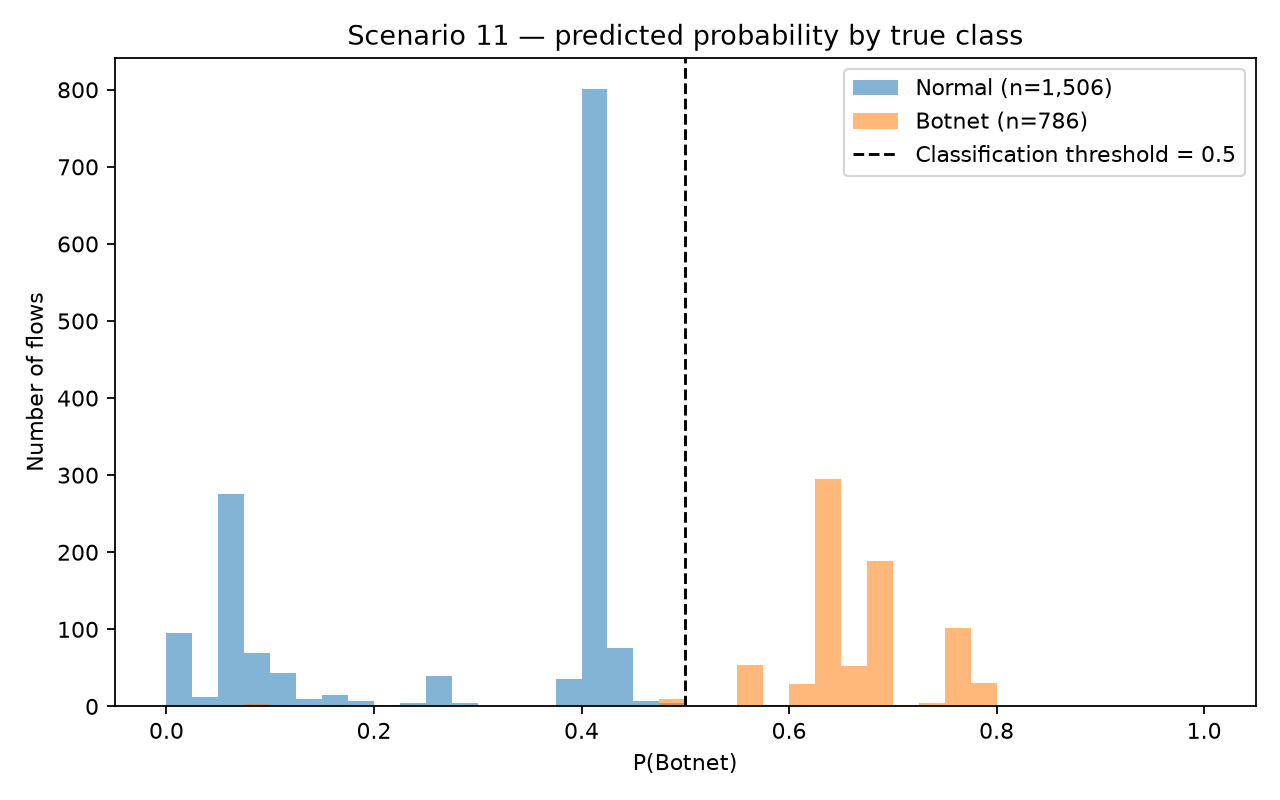 Scenario 11 — predicted probability by true class
Normal (n=1,506)
Botnet (n=786)
Classification threshold = 0.5
Number of flows
800
700
600
500
400
300
200
100
0
0.0 0.2 0.4 0.6 0.8 1.0
P(Botnet)